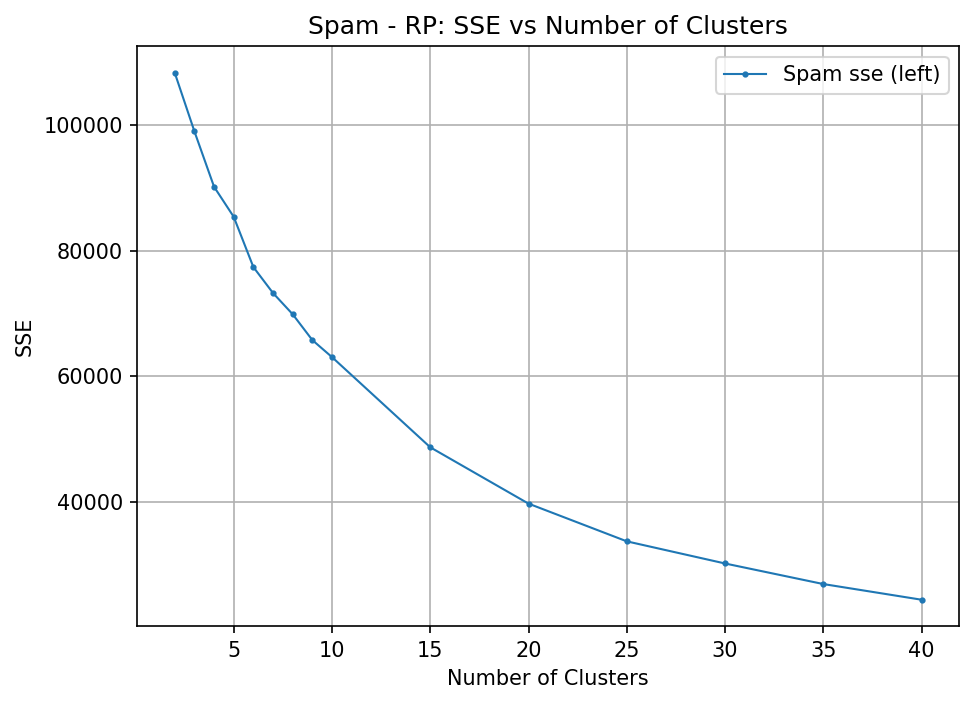 Spam - RP: SSE vs Number of Clusters
Spam sse (left)
100000
80000
60000
40000
SSE
5 10 15 20 25 30 35 40
Number of Clusters